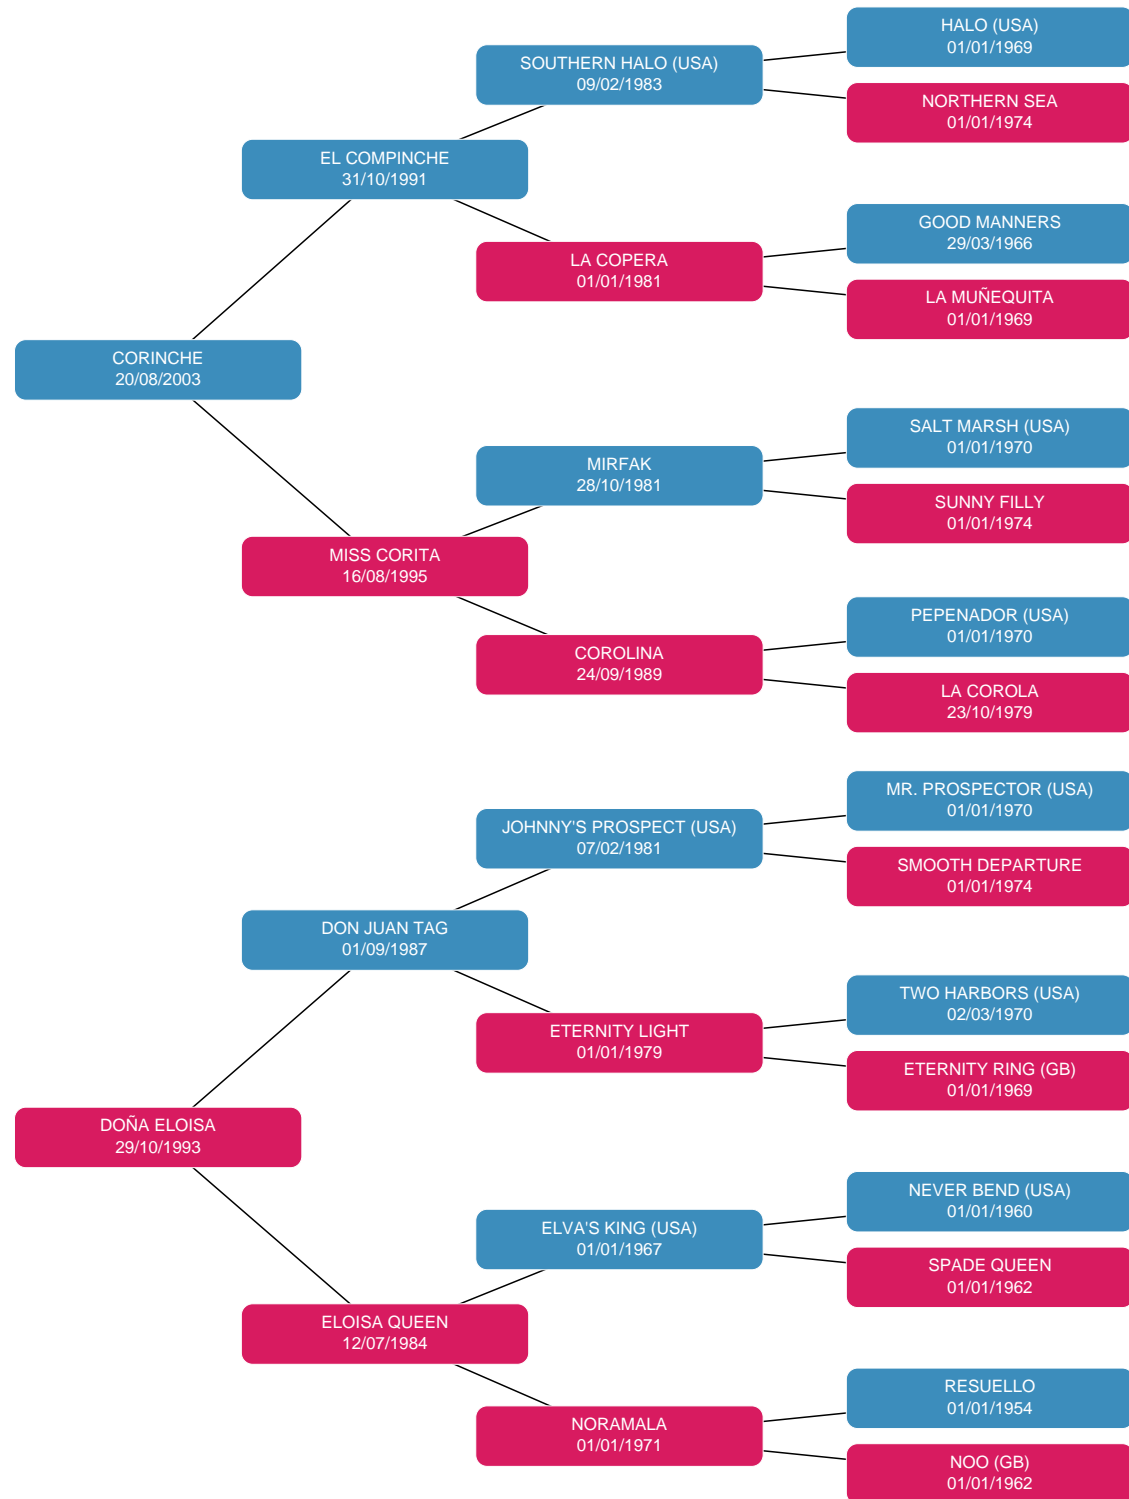 HALO (USA)
01/01/1969
SOUTHERN HALO (USA)
09/02/1983
NORTHERN SEA
01/01/1974
EL COMPINCHE
31/10/1991
GOOD MANNERS
29/03/1966
LA COPERA
01/01/1981
LA MUÑEQUITA
01/01/1969
CORINCHE
20/08/2003
SALT MARSH (USA)
01/01/1970
MIRFAK
28/10/1981
SUNNY FILLY
01/01/1974
MISS CORITA
16/08/1995
PEPENADOR (USA)
01/01/1970
COROLINA
24/09/1989
LA COROLA
23/10/1979
MR. PROSPECTOR (USA)
01/01/1970
JOHNNY'S PROSPECT (USA)
07/02/1981
SMOOTH DEPARTURE
01/01/1974
DON JUAN TAG
01/09/1987
TWO HARBORS (USA)
02/03/1970
ETERNITY LIGHT
01/01/1979
ETERNITY RING (GB)
01/01/1969
DOÑA ELOISA
29/10/1993
NEVER BEND (USA)
01/01/1960
ELVA'S KING (USA)
01/01/1967
SPADE QUEEN
01/01/1962
ELOISA QUEEN
12/07/1984
RESUELLO
01/01/1954
NORAMALA
01/01/1971
NOO (GB)
01/01/1962